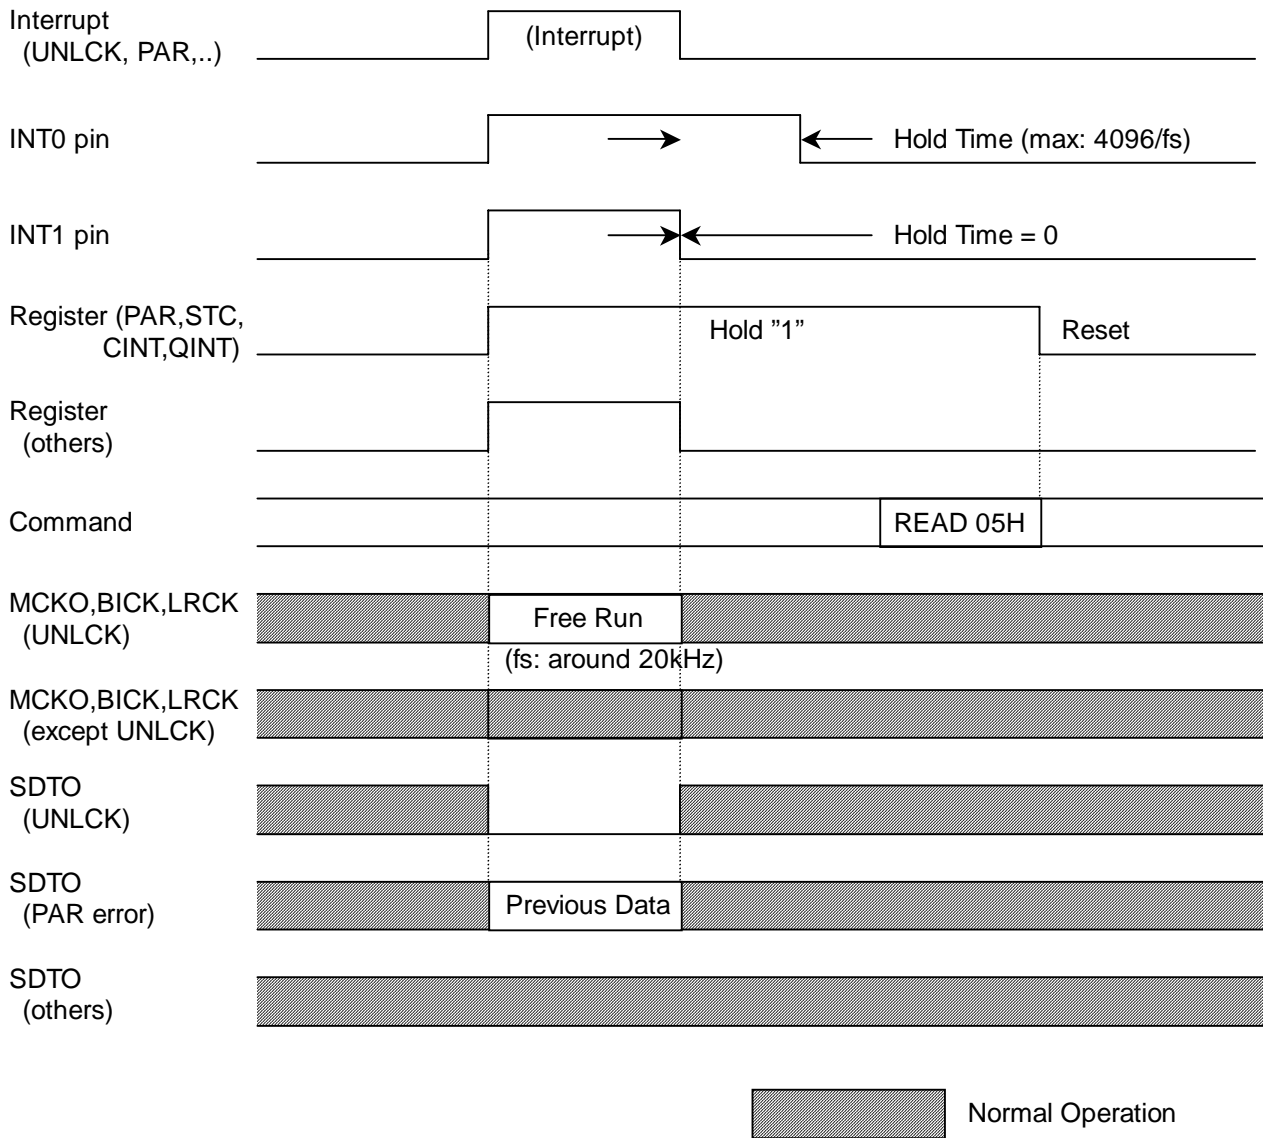 Interrupt
(UNLCK, PAR,..)
(Interrupt)
INT0 pin
Hold Time (max: 4096/fs)
INT1 pin
Hold Time = 0
Register (PAR,STC,
CINT,QINT)
Hold ”1”
Reset
Register
(others)
Command
READ 05H
MCKO,BICK,LRCK
(UNLCK)
Free Run
(fs: around 20kHz)
MCKO,BICK,LRCK
(except UNLCK)
SDTO
(UNLCK)
SDTO
(PAR error)
Previous Data
SDTO
(others)
Normal Operation